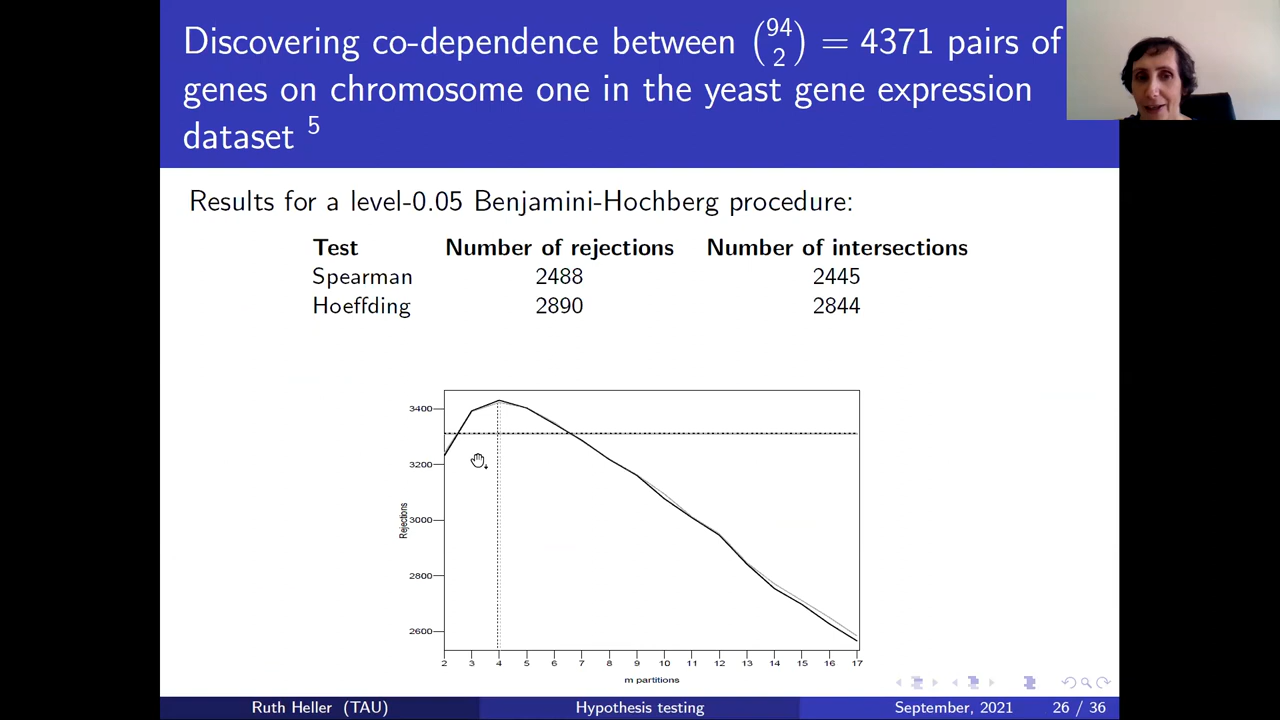 Discovering co-dependence between (94 2) = 4371 pairs of
genes on chromosome one in the yeast gene expression
dataset 5
Results for a level-0.05 Benjamini-Hochberg procedure:
Test Number of rejections Number of intersections
Spearman 2488 2445
Hoeffding 2890 2844
3400
3200
3000
2800
2600
Rejections
2 3 4 5 6 7 8 9 10 11 12 13 14 15 16 17
m partitions
Ruth Heller (TAU) Hypothesis testing September, 2021 26 / 36